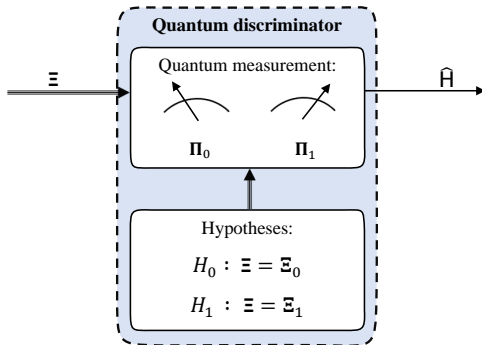 Quantum discriminator
Quantum measurement:
Ξ
Ĥ
Π₀ Π₁
Hypotheses:
H₀ : Ξ = Ξ₀
H₁ : Ξ = Ξ₁